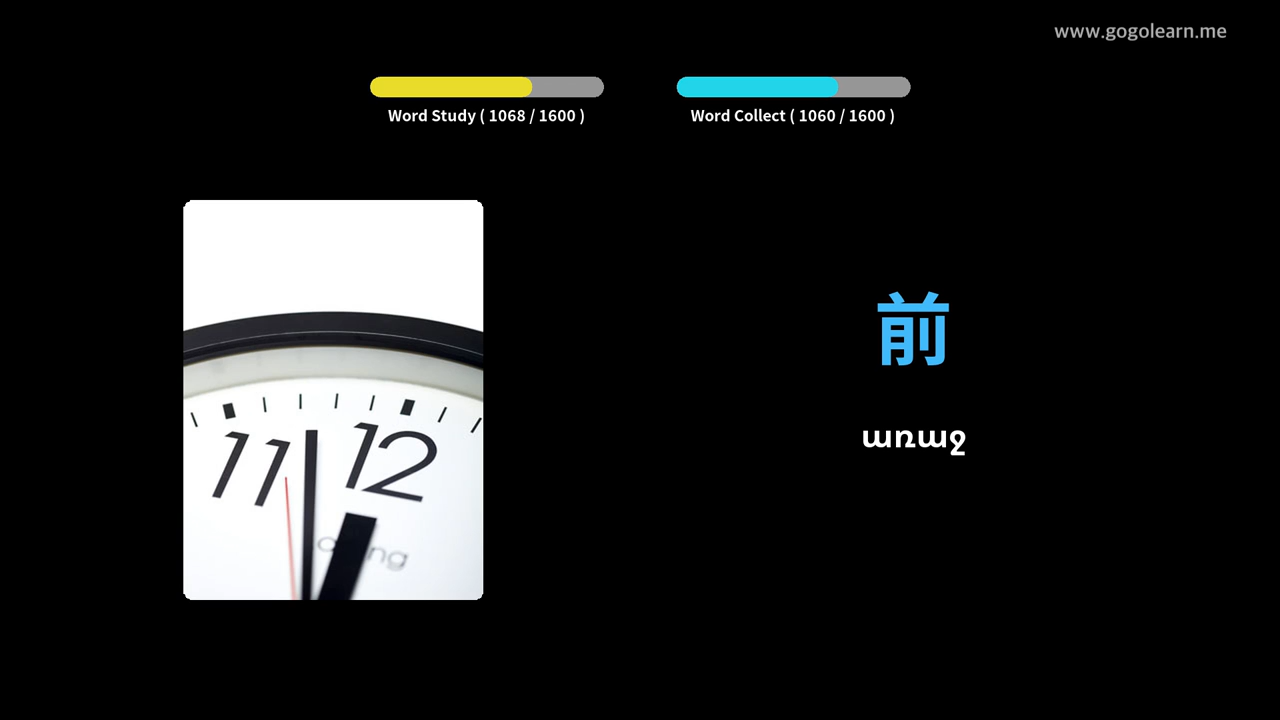 www.gogolearn.me
Word Study ( 1068 / 1600 )
Word Collect ( 1060 / 1600 )
前
առաջ
11
12